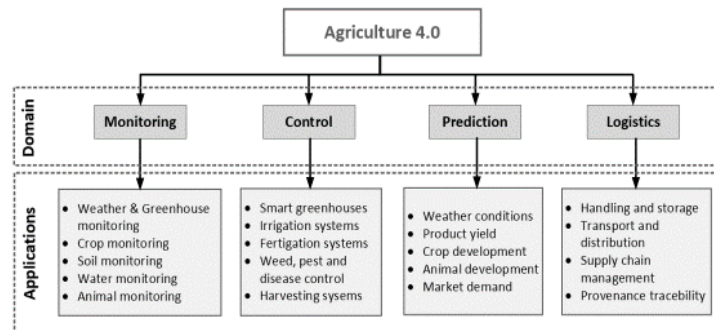 Agriculture 4.0
Domain
Monitoring
Control
Prediction
Logistics
Applications
• Weather & Greenhouse
monitoring
• Crop monitoring
• Soil monitoring
• Water monitoring
• Animal monitoring
• Smart greenhouses
• Irrigation systems
• Fertigation systems
• Weed, pest and
disease control
• Harvesting sysems
• Weather conditions
• Product yield
• Crop development
• Animal development
• Market demand
• Handling and storage
• Transport and
distribution
• Supply chain
management
• Provenance tracebility